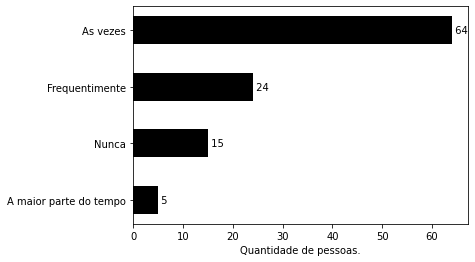 As vezes
64
Frequentimente
24
Nunca
15
A maior parte do tempo
5
0 10 20 30 40 50 60
Quantidade de pessoas.